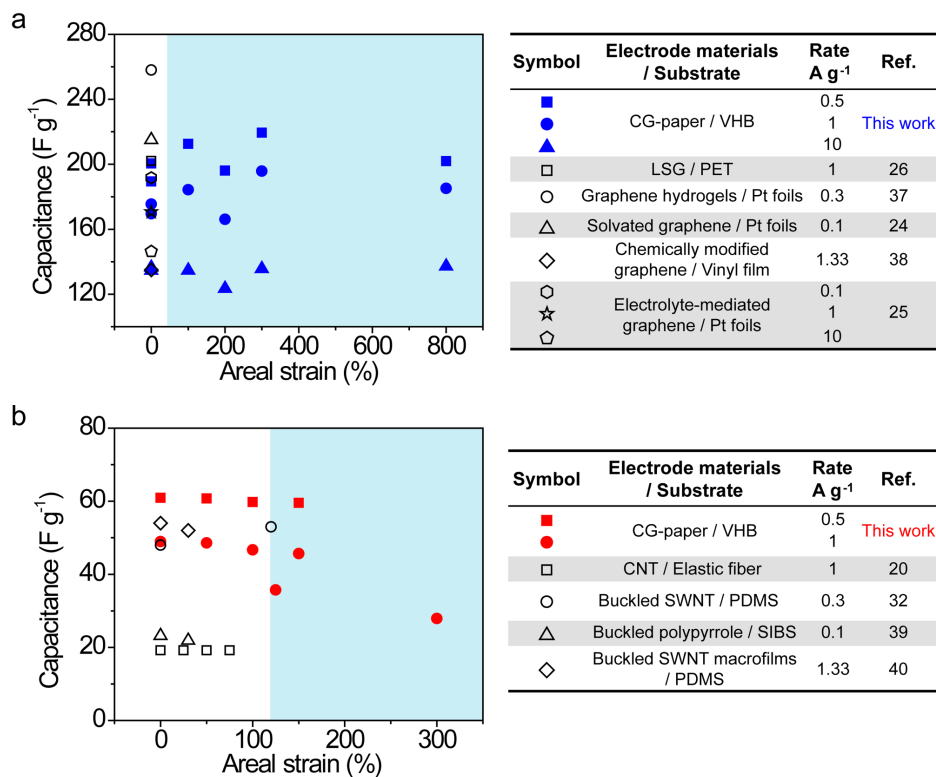 a
280
240
200
160
120
Capacitance (F g⁻¹)
0 200 400 600 800
Areal strain (%)
Symbol Electrode materials / Substrate Rate A g⁻¹ Ref.
0.5
CG-paper / VHB 1 This work
10
LSG / PET 1 26
Graphene hydrogels / Pt foils 0.3 37
Solvated graphene / Pt foils 0.1 24
Chemically modified
graphene / Vinyl film 1.33 38
0.1
Electrolyte-mediated
graphene / Pt foils 1 25
10
b
80
60
40
20
0
Capacitance (F g⁻¹)
0 100 200 300
Areal strain (%)
Symbol Electrode materials / Substrate Rate A g⁻¹ Ref.
0.5
CG-paper / VHB This work
1
CNT / Elastic fiber 1 20
Buckled SWNT / PDMS 0.3 32
Buckled polypyrrole / SIBS 0.1 39
Buckled SWNT macrofilms
/ PDMS 1.33 40